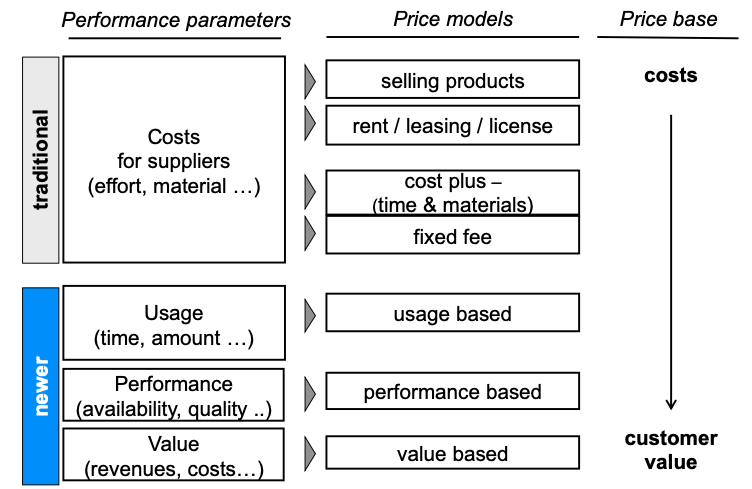 Performance parameters
Price models
Price base
traditional
Costs
for suppliers
(effort, material …)
selling products
rent / leasing / license
cost plus –
(time & materials)
fixed fee
costs
newer
Usage
(time, amount …)
usage based
Performance
(availability, quality ..)
performance based
Value
(revenues, costs…)
value based
customer
value